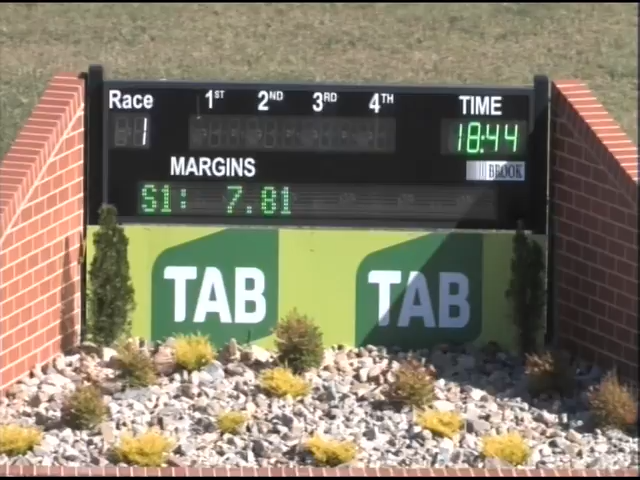 Race 1ST 2ND 3RD 4TH TIME
1 18:44
MARGINS BROOK
S1: 7.81
TAB TAB